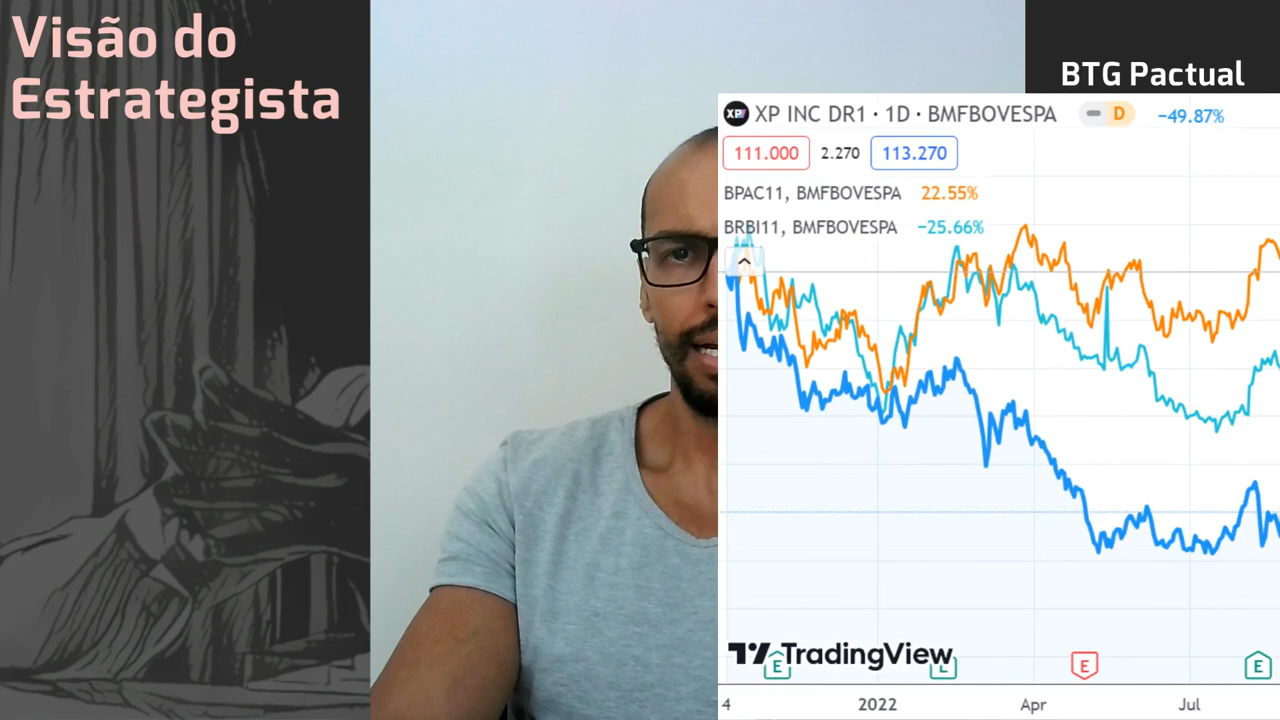 Visão do
Estrategista
BTG Pactual
XP XP INC DR1 · 1D · BMFBOVESPA D −49.87%
111.000 2.270 113.270
BPAC11, BMFBOVESPA 22.55%
BRBI11, BMFBOVESPA −25.66%
TradingView
E E E E
4 2022 Apr Jul